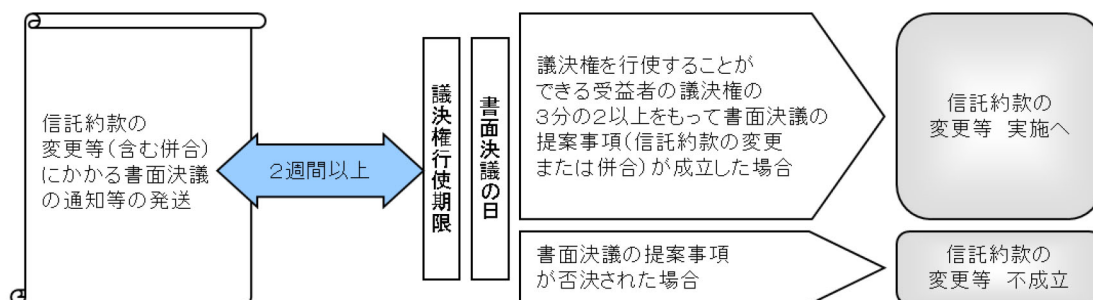 信託約款の
変更等(含む併合)
にかかる書面決議
の通知等の発送
2週間以上
議決権行使期限
書面決議の日
議決権を行使することが
できる受益者の議決権の
3分の2以上をもって書面決議の
提案事項(信託約款の変更
または併合)が成立した場合
信託約款の
変更等 実施へ
書面決議の提案事項
が否決された場合
信託約款の
変更等 不成立